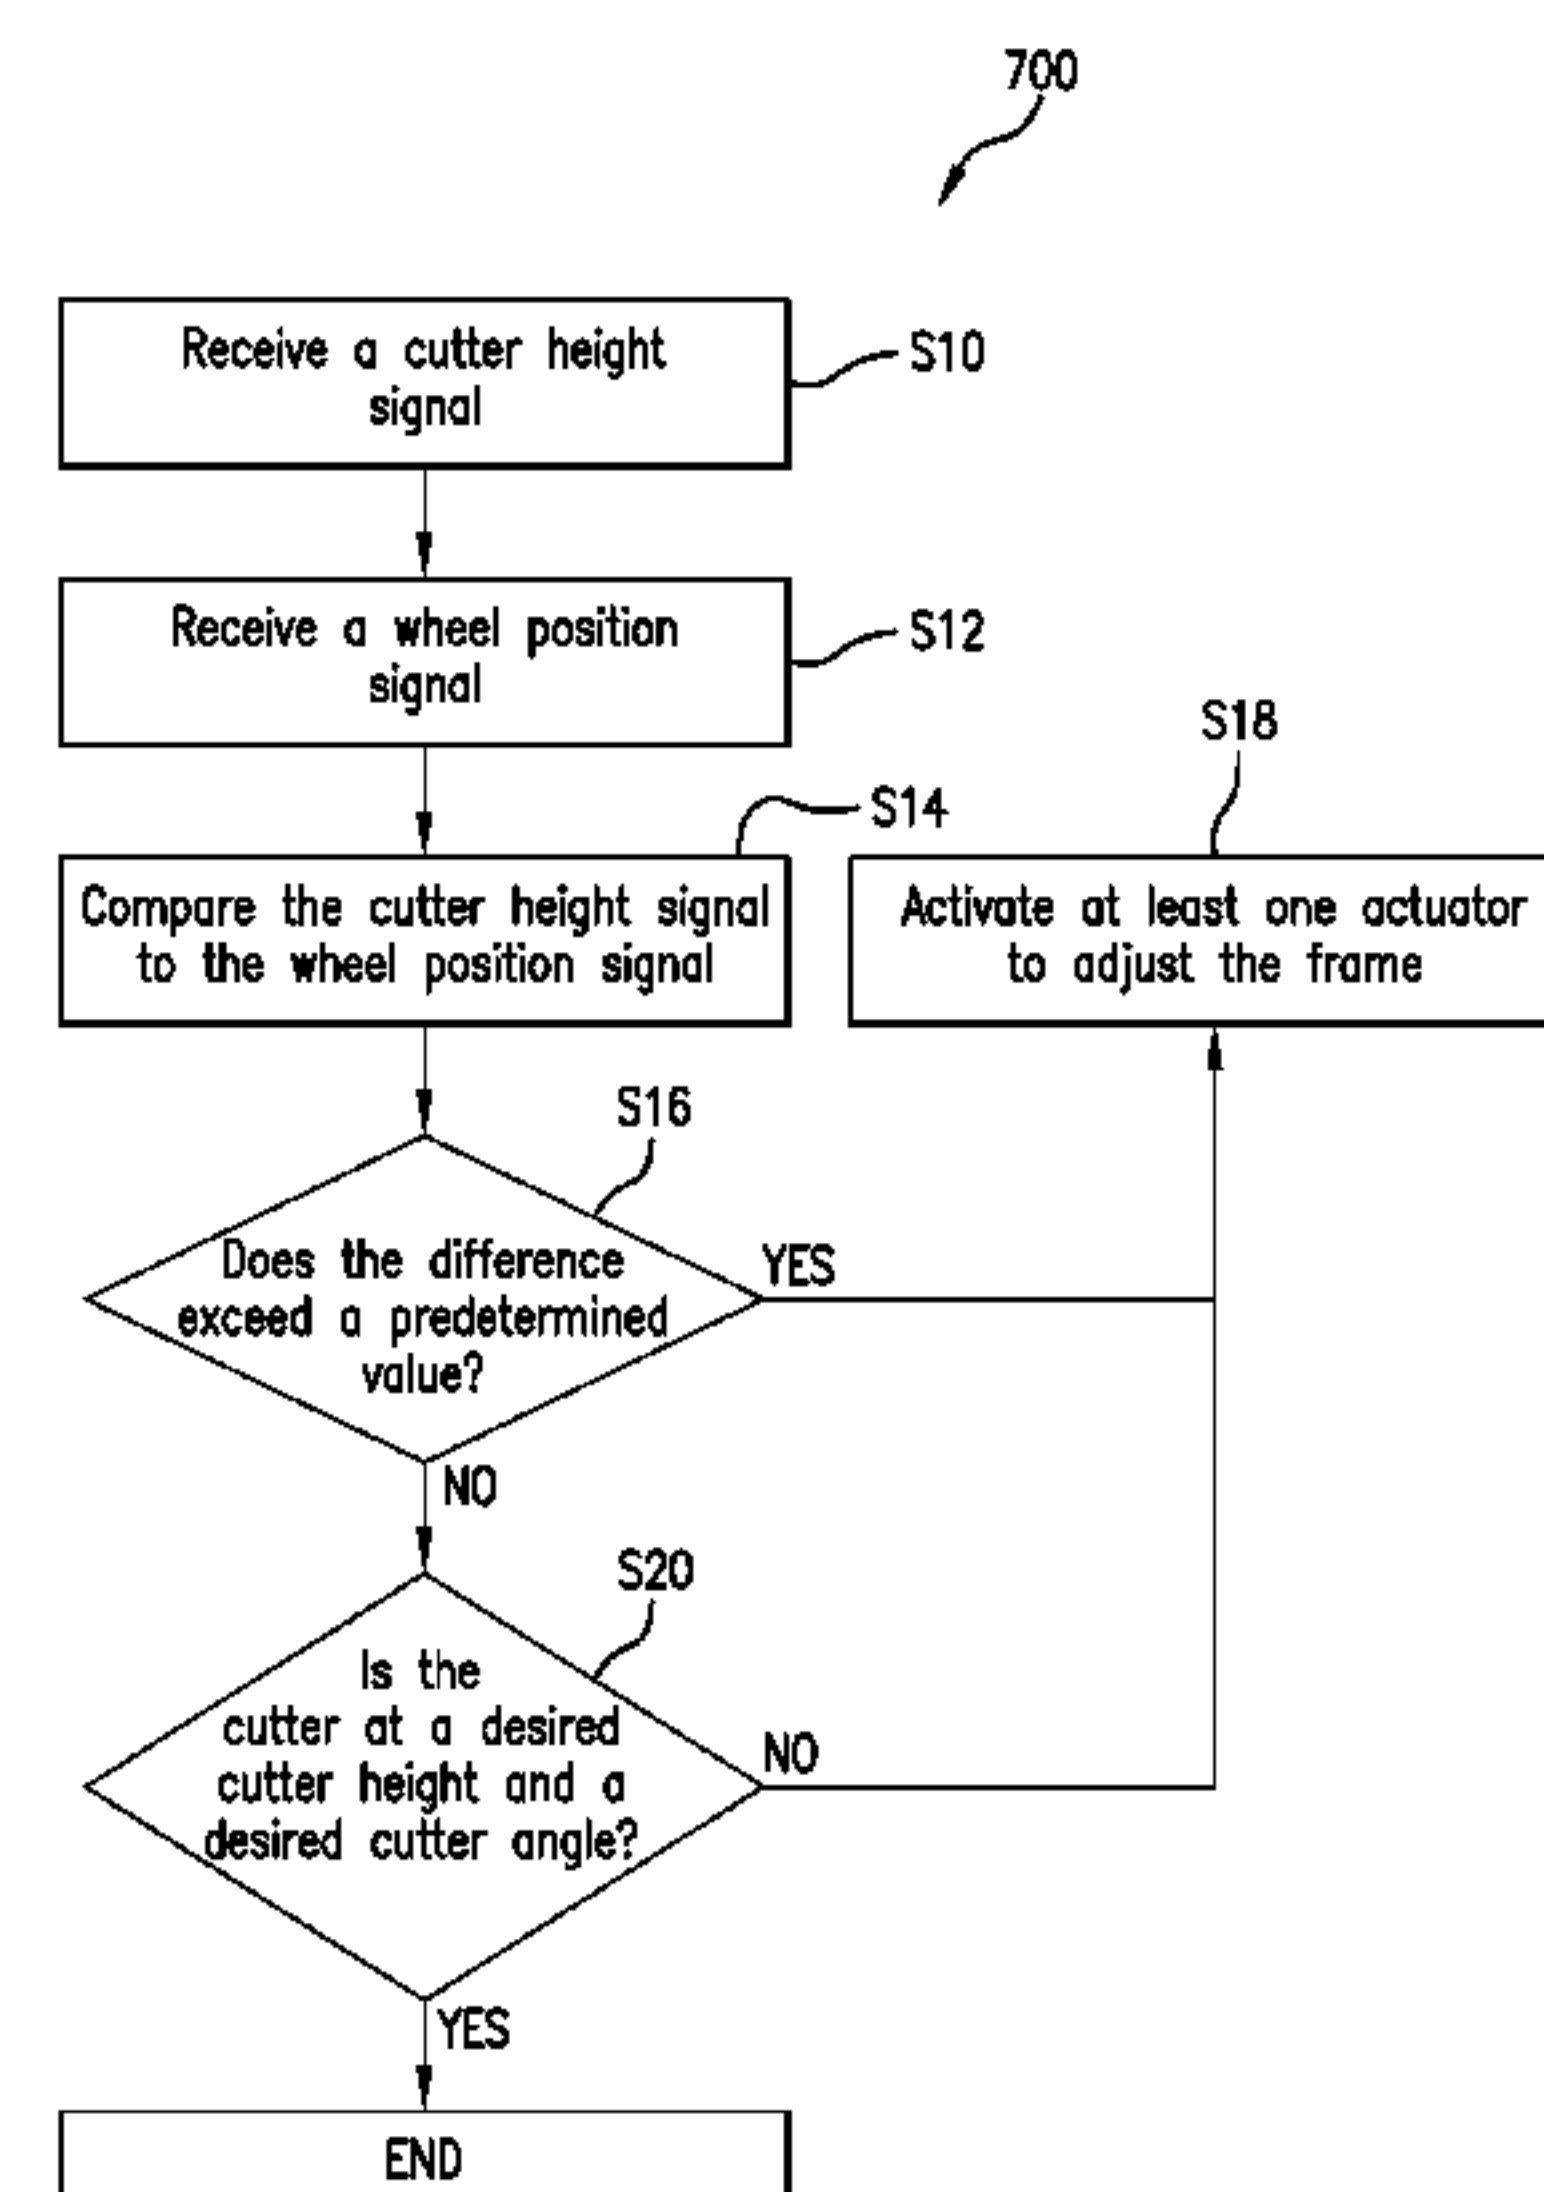 700
Receive a cutter height
signal
S10
Receive a wheel position
signal
S12
S18
S14
Compare the cutter height signal
to the wheel position signal
Activate at least one actuator
to adjust the frame
S16
Does the difference
exceed a predetermined
value?
YES
NO
S20
Is the
cutter at a desired
cutter height and a
desired cutter angle?
NO
YES
END